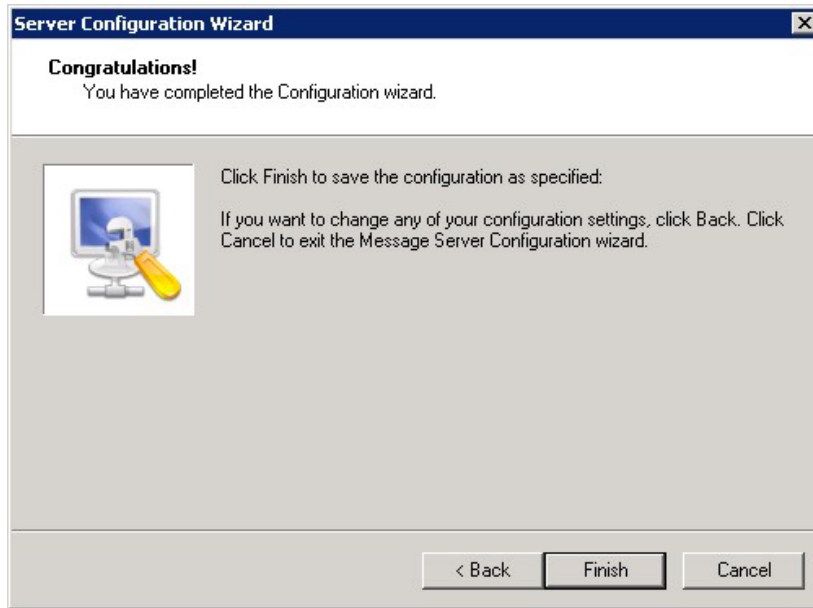 Server Configuration Wizard
Congratulations!
You have completed the Configuration wizard.
Click Finish to save the configuration as specified:
If you want to change any of your configuration settings, click Back. Click
Cancel to exit the Message Server Configuration wizard.
< Back Finish Cancel